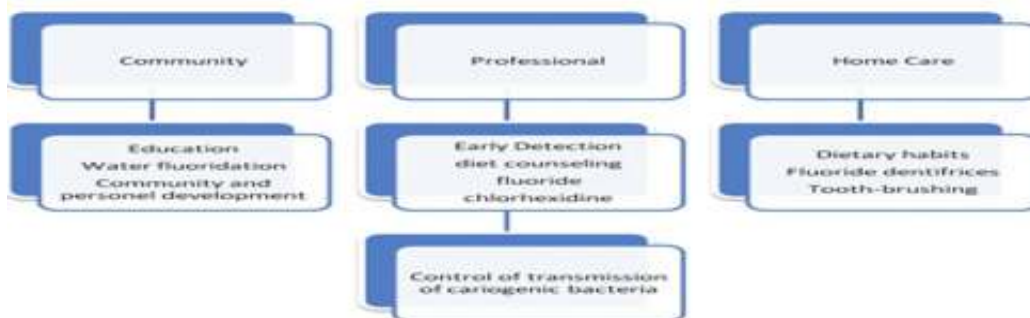 Community
Education
Water fluoridation
Community and
personel development
Professional
Early Detection
diet counseling
fluoride
chlorhexidine
Control of transmission
of cariogenic bacteria
Home Care
Dietary habits
Fluoride dentifrices
Tooth-brushing